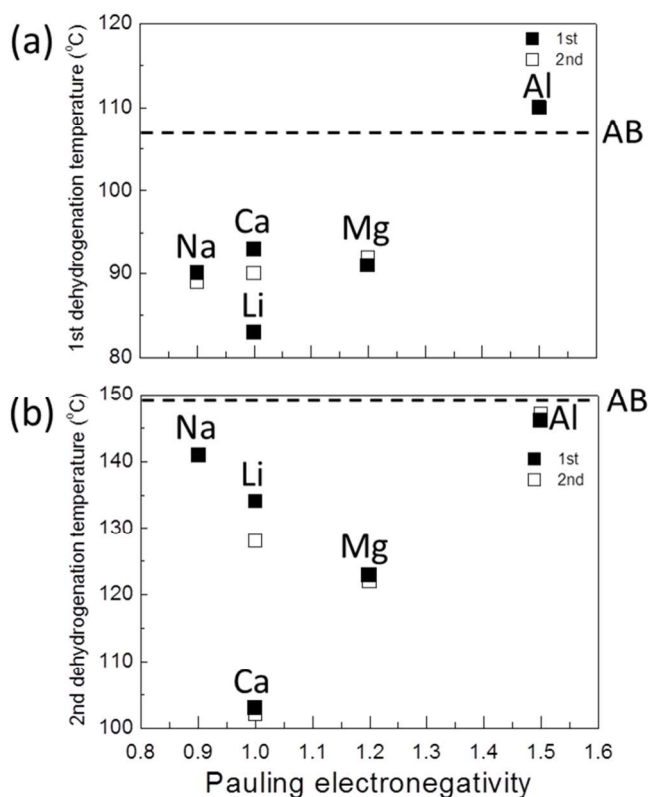 (a)
1st dehydrogenation temperature (°C)
120
110
100
90
80
1st
2nd
Al
AB
Ca
Mg
Na
Li
(b)
2nd dehydrogenation temperature (°C)
150
140
130
120
110
100
AB
Na
Al
1st
2nd
Li
Mg
Ca
0.8 0.9 1.0 1.1 1.2 1.3 1.4 1.5 1.6
Pauling electronegativity